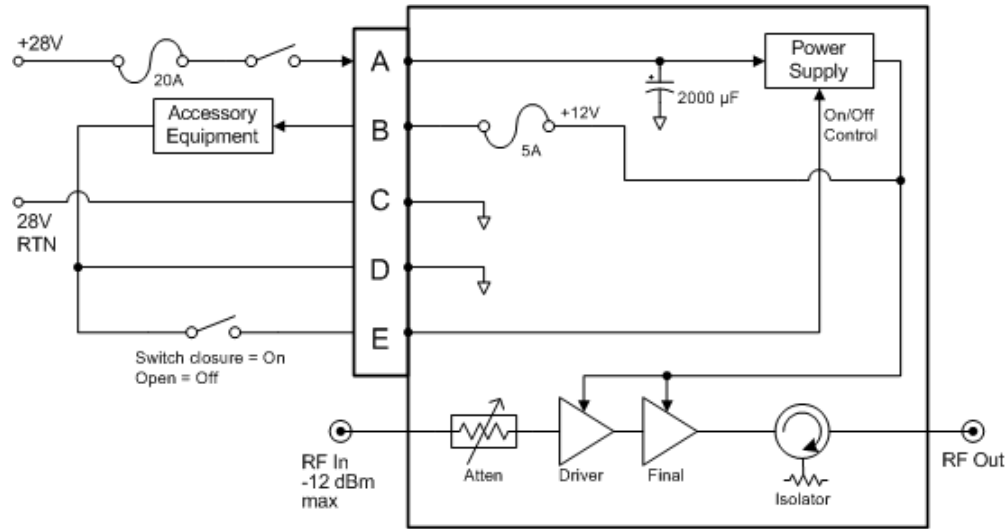 +28V
20A
A
Power
Supply
2000 µF
+
Accessory
Equipment
B
+12V
5A
On/Off
Control
28V
RTN
C
D
E
Switch closure = On
Open = Off
RF In
-12 dBm
max
Atten
Driver
Final
Isolator
RF Out